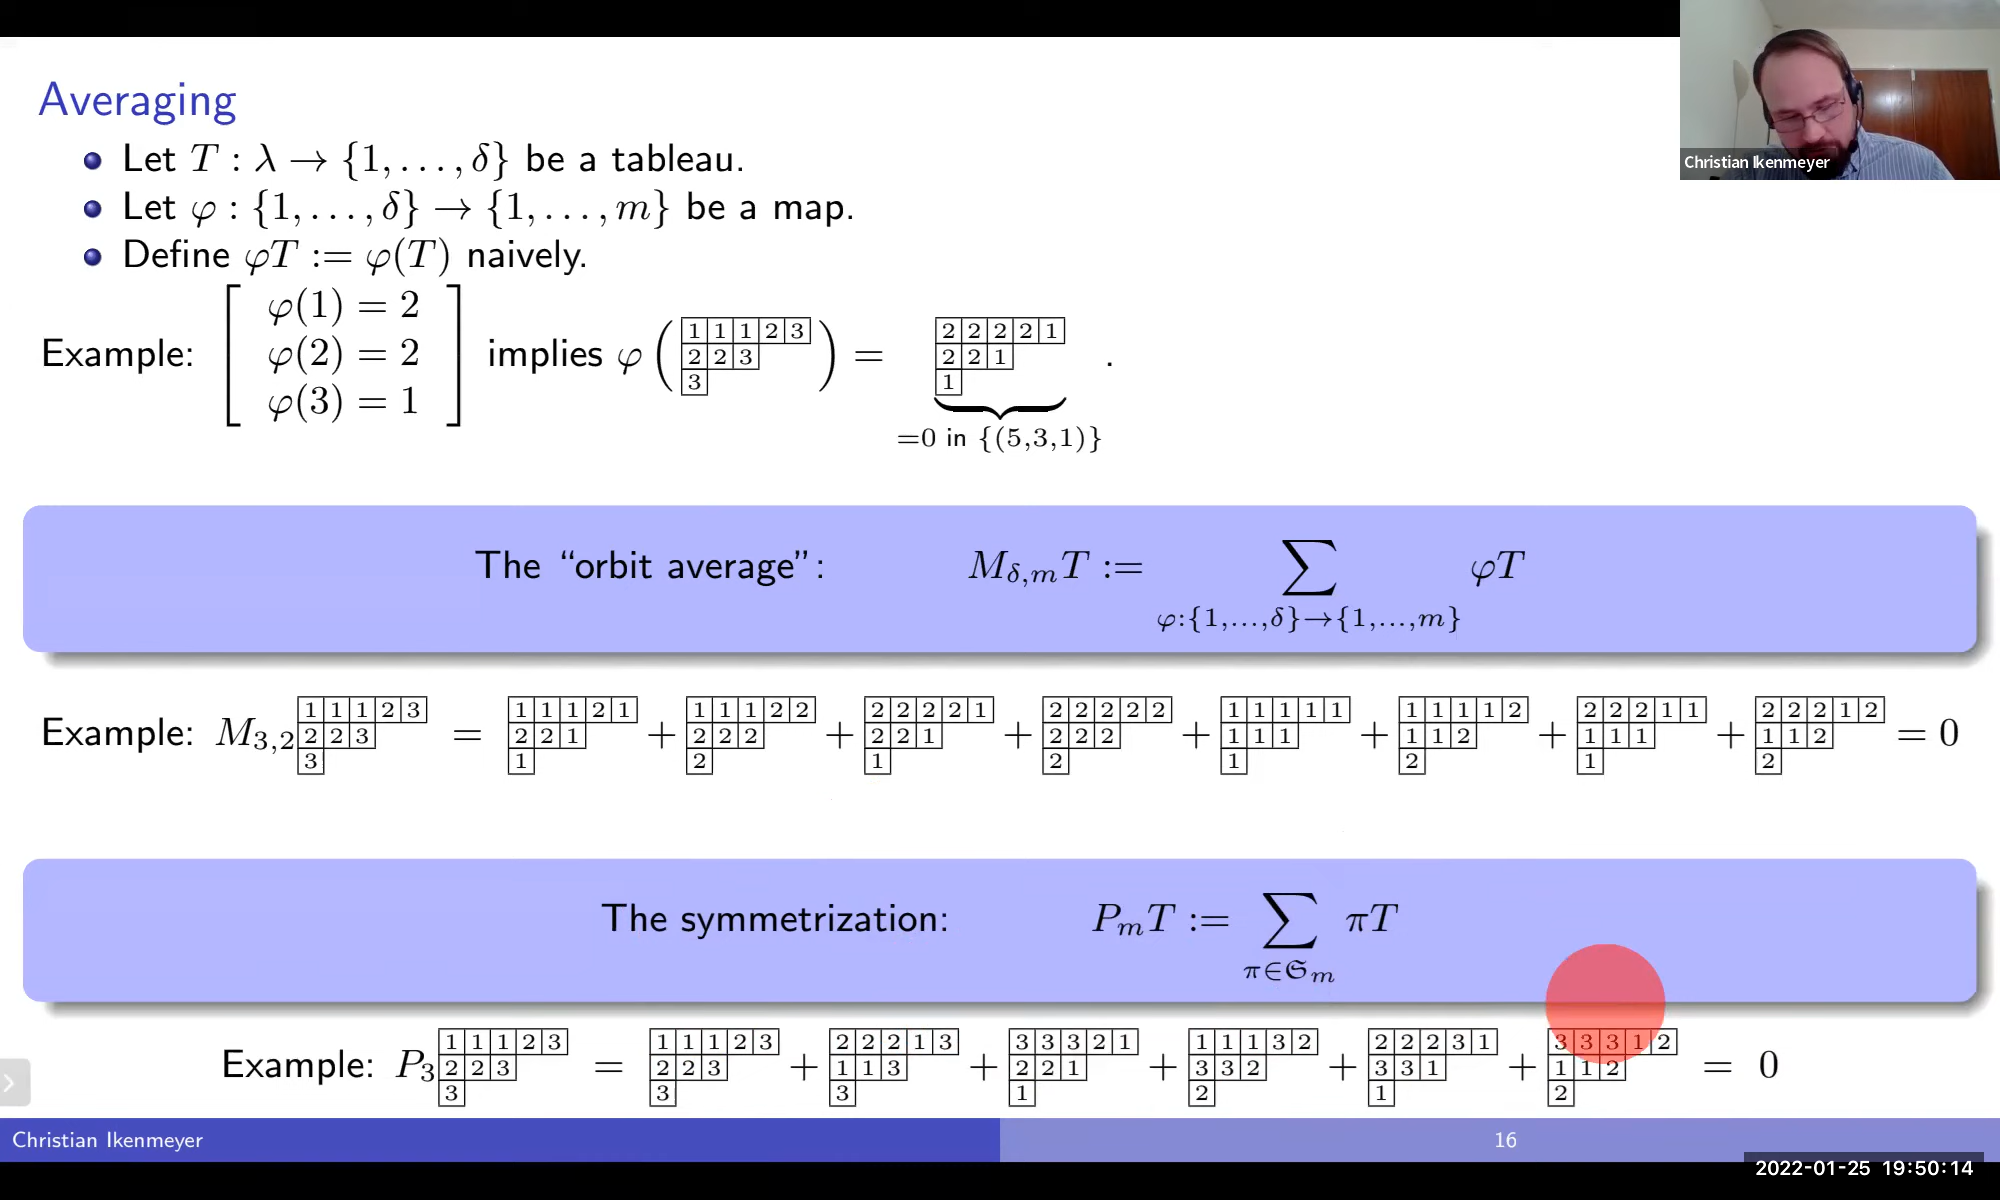 Averaging
Christian Ikenmeyer
• Let T : λ → {1, . . . , δ} be a tableau.
• Let φ : {1, . . . , δ} → {1, . . . , m} be a map.
• Define φT := φ(T) naively.
φ(1) = 2
Example: [ φ(2) = 2 ] implies φ ( 1 1 1 2 3 / 2 2 3 / 3 ) = 2 2 2 2 1 / 2 2 1 / 1 .
φ(3) = 1
=0 in {(5,3,1)}
The “orbit average”: M_{δ,m}T := ∑ φT
φ:{1,...,δ}→{1,...,m}
Example: M_{3,2} 1 1 1 2 3 / 2 2 3 / 3 = 1 1 1 2 1 / 2 2 1 / 1 + 1 1 1 2 2 / 2 2 2 / 2 + 2 2 2 2 1 / 2 2 1 / 1 + 2 2 2 2 2 / 2 2 2 / 2 + 1 1 1 1 1 / 1 1 1 / 1 + 1 1 1 1 2 / 1 1 2 / 2 + 2 2 2 1 1 / 1 1 1 / 1 + 2 2 2 1 2 / 1 1 2 / 2 = 0
The symmetrization: P_mT := ∑ πT
π∈𝔖_m
Example: P_3 1 1 1 2 3 / 2 2 3 / 3 = 1 1 1 2 3 / 2 2 3 / 3 + 2 2 2 1 3 / 1 1 3 / 3 + 3 3 3 2 1 / 2 2 1 / 1 + 1 1 1 3 2 / 3 3 2 / 2 + 2 2 2 3 1 / 3 3 1 / 1 + 3 3 3 1 2 / 1 1 2 / 2 = 0
Christian Ikenmeyer 16
2022-01-25 19:50:14